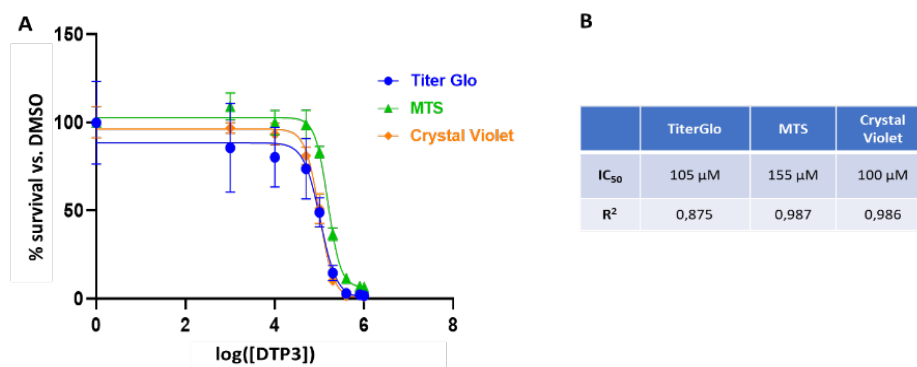 A
B
% survival vs. DMSO
150
100
50
0
0
2
4
6
8
log([DTP3])
Titer Glo
MTS
Crystal Violet
TiterGlo MTS Crystal Violet
IC50 105 µM 155 µM 100 µM
R2 0,875 0,987 0,986